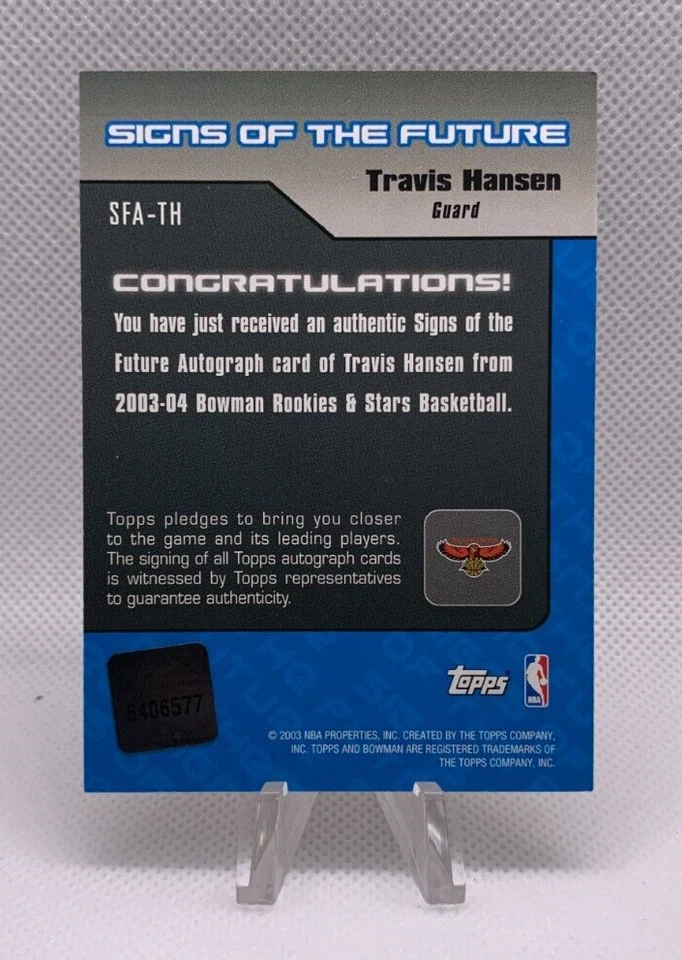 SIGNS OF THE FUTURE
Travis Hansen
Guard
SFA-TH
CONGRATULATIONS!
You have just received an authentic Signs of the
Future Autograph card of Travis Hansen from
2003-04 Bowman Rookies & Stars Basketball.
Topps pledges to bring you closer
to the game and its leading players.
The signing of all Topps autograph cards
is witnessed by Topps representatives
to guarantee authenticity.
6406577
Topps
NBA
© 2003 NBA PROPERTIES, INC. CREATED BY THE TOPPS COMPANY,
INC. TOPPS AND BOWMAN ARE REGISTERED TRADEMARKS OF
THE TOPPS COMPANY, INC.